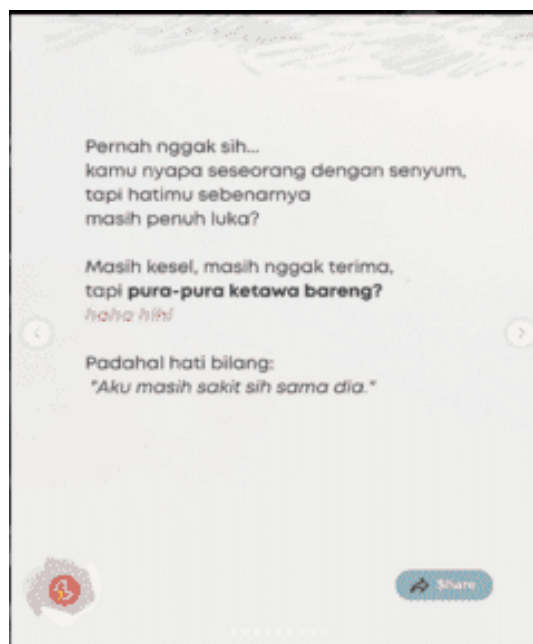 Pernah nggak sih...
kamu nyapa seseorang dengan senyum,
tapi hatimu sebenarnya
masih penuh luka?
Masih kesel, masih nggak terima,
tapi pura-pura ketawa bareng?
haha hihi
Padahal hati bilang:
"Aku masih sakit sih sama dia."
Share